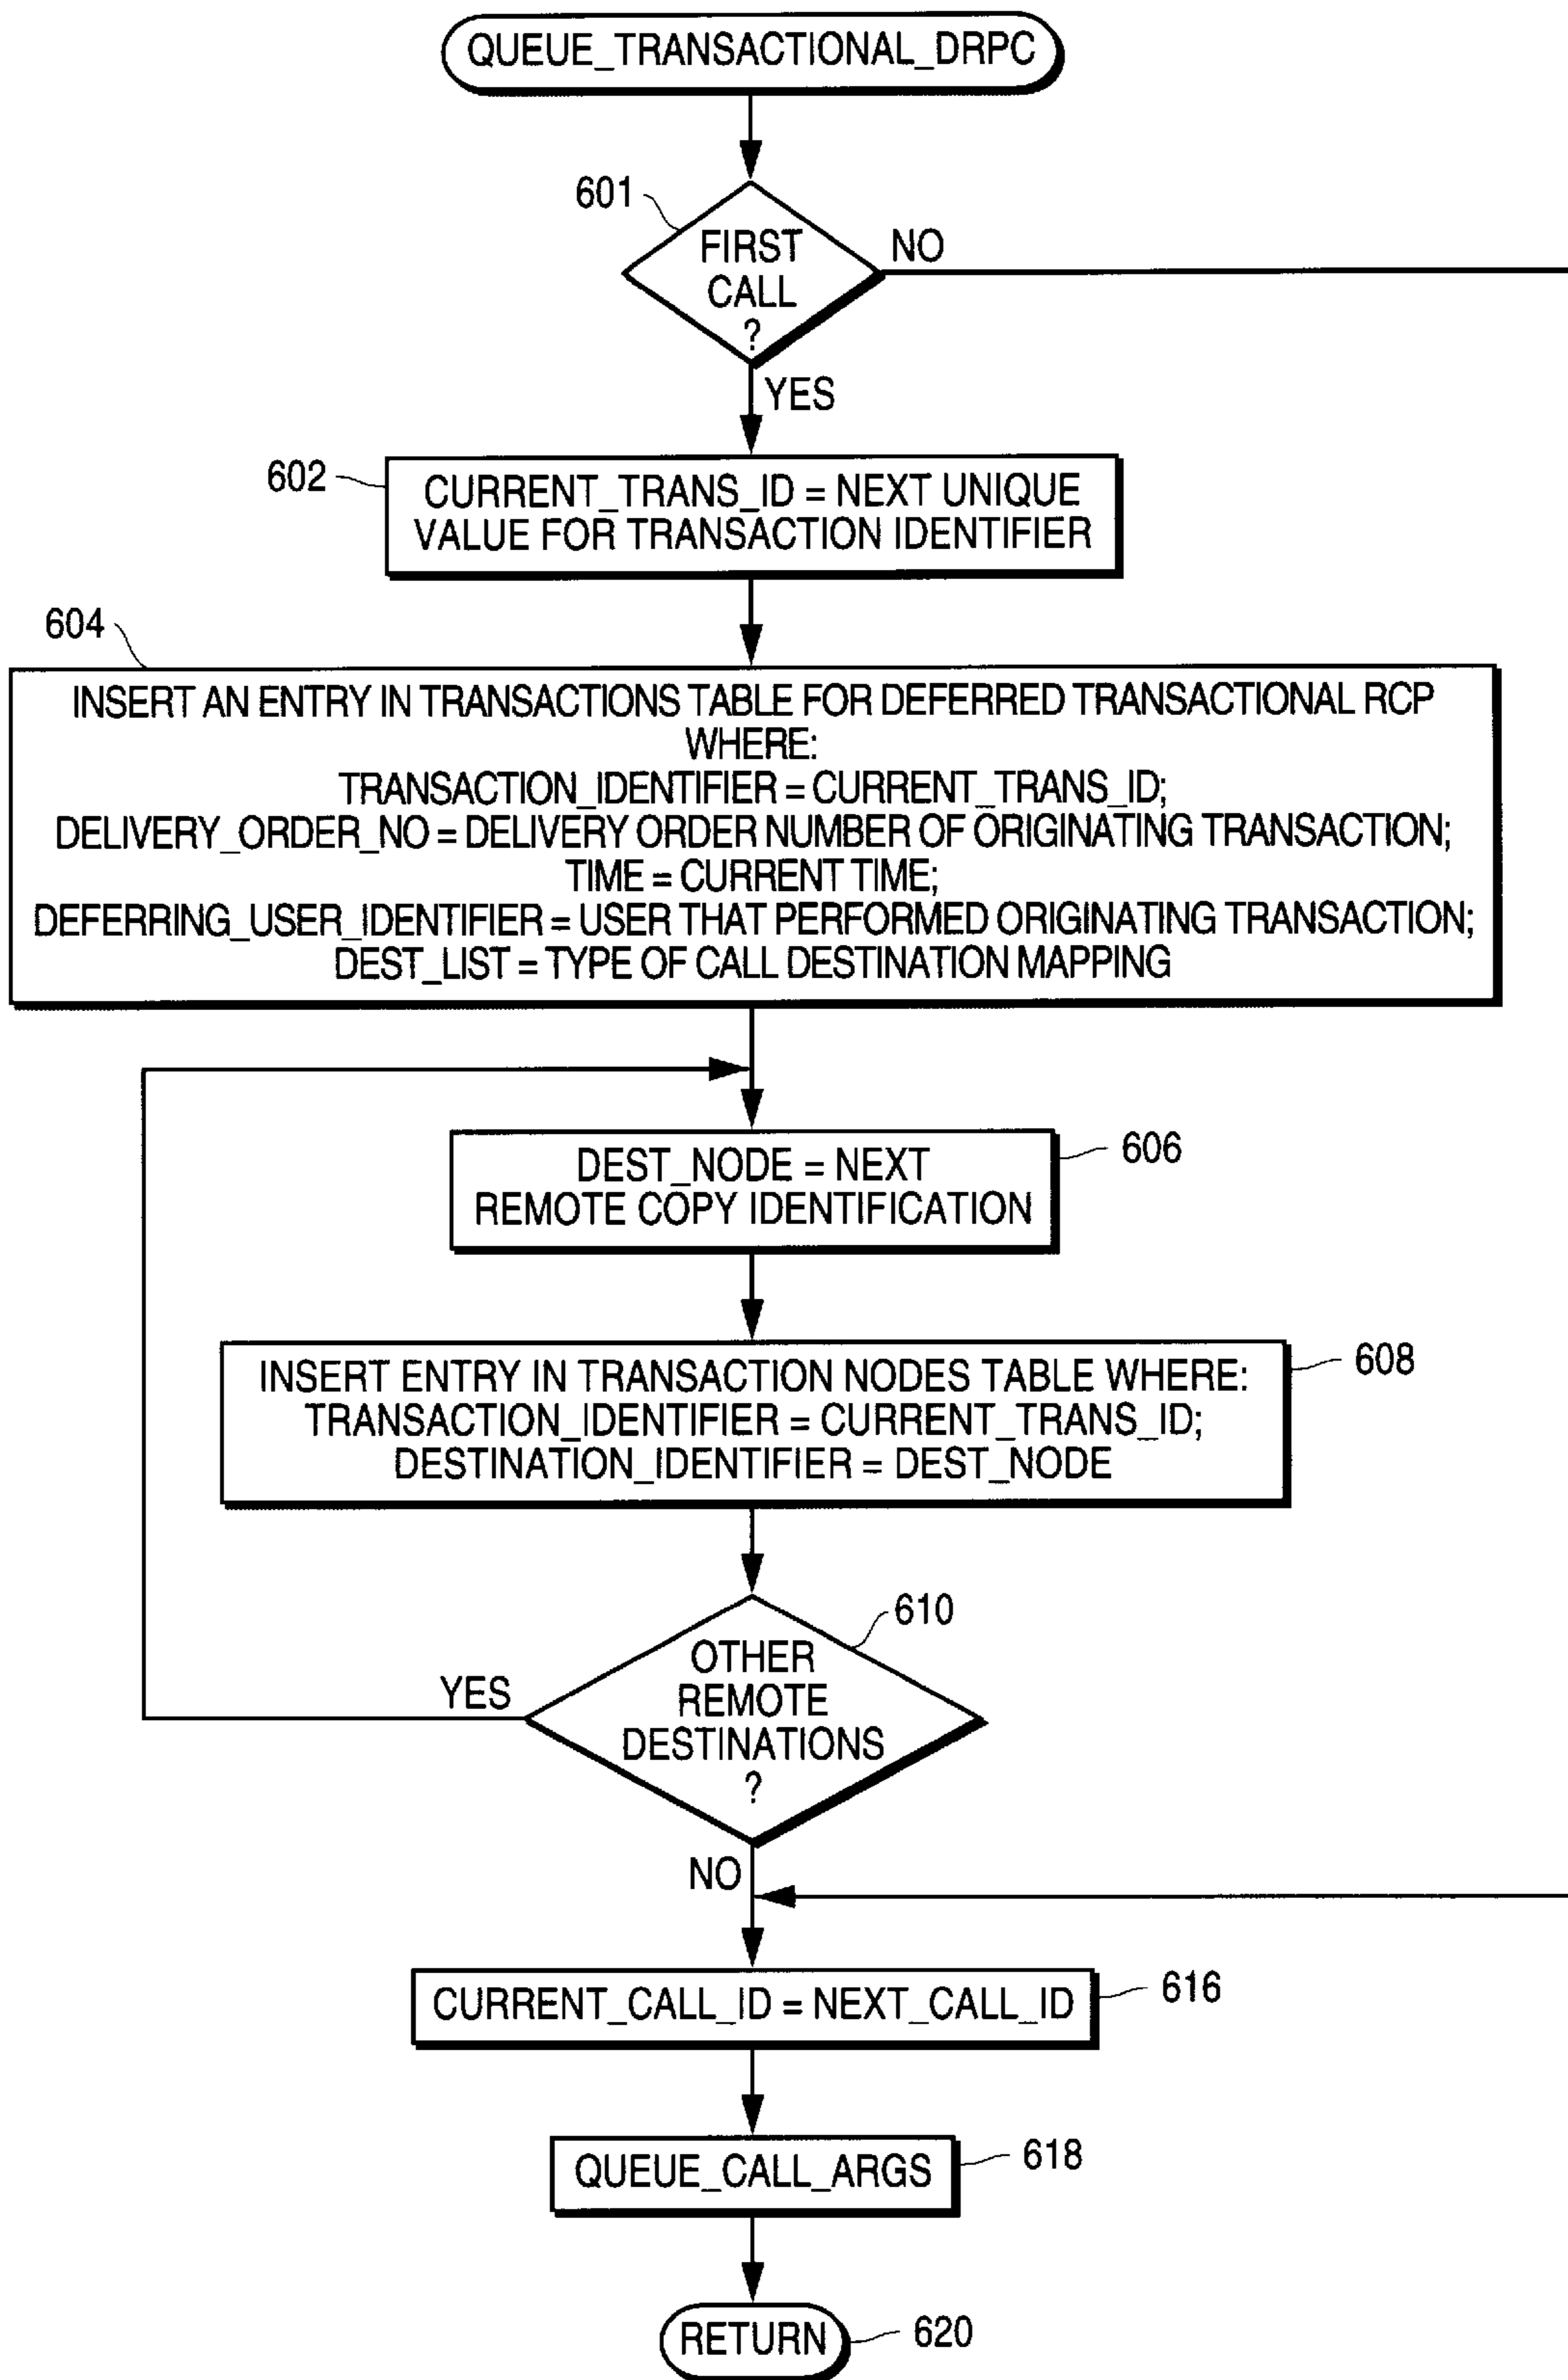 QUEUE_TRANSACTIONAL_DRPC
601
FIRST
CALL
?
NO
YES
602
CURRENT_TRANS_ID = NEXT UNIQUE
VALUE FOR TRANSACTION IDENTIFIER
604
INSERT AN ENTRY IN TRANSACTIONS TABLE FOR DEFERRED TRANSACTIONAL RCP
WHERE:
TRANSACTION_IDENTIFIER = CURRENT_TRANS_ID;
DELIVERY_ORDER_NO = DELIVERY ORDER NUMBER OF ORIGINATING TRANSACTION;
TIME = CURRENT TIME;
DEFERRING_USER_IDENTIFIER = USER THAT PERFORMED ORIGINATING TRANSACTION;
DEST_LIST = TYPE OF CALL DESTINATION MAPPING
DEST_NODE = NEXT
REMOTE COPY IDENTIFICATION
606
INSERT ENTRY IN TRANSACTION NODES TABLE WHERE:
TRANSACTION_IDENTIFIER = CURRENT_TRANS_ID;
DESTINATION_IDENTIFIER = DEST_NODE
608
610
OTHER
REMOTE
DESTINATIONS
?
YES
NO
CURRENT_CALL_ID = NEXT_CALL_ID
616
QUEUE_CALL_ARGS
618
RETURN
620